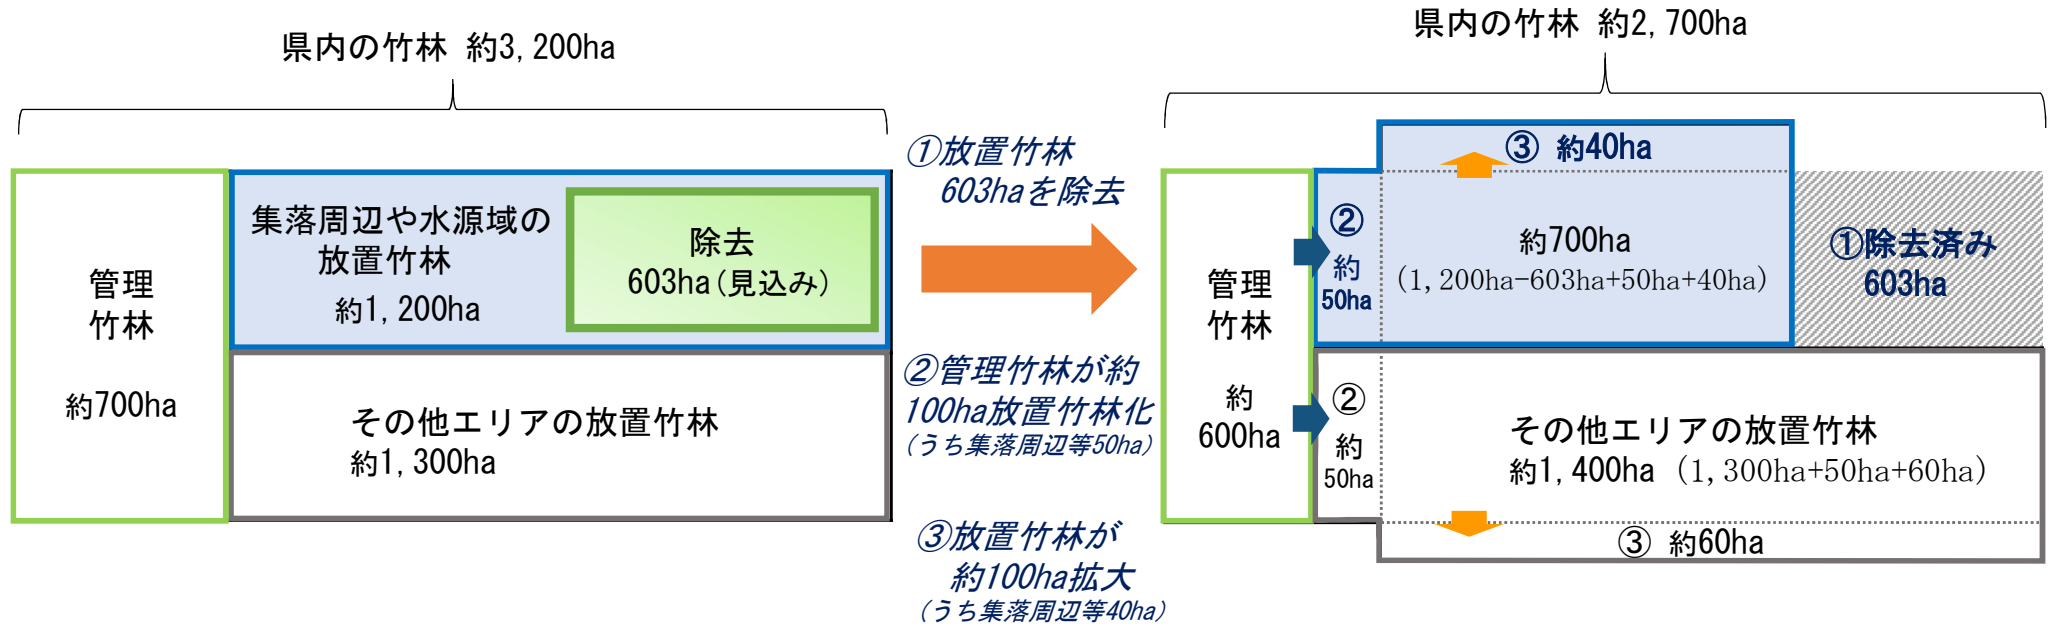 県内の竹林 約3,200ha
管理
竹林
約700ha
集落周辺や水源域の
放置竹林
約1,200ha
除去
603ha(見込み)
その他エリアの放置竹林
約1,300ha
①放置竹林
603haを除去
②管理竹林が約
100ha放置竹林化
(うち集落周辺等50ha)
③放置竹林が
約100ha拡大
(うち集落周辺等40ha)
県内の竹林 約2,700ha
管理
竹林
約
600ha
②
約
50ha
③ 約40ha
約700ha
(1,200ha-603ha+50ha+40ha)
①除去済み
603ha
②
約
50ha
その他エリアの放置竹林
約1,400ha (1,300ha+50ha+60ha)
③ 約60ha